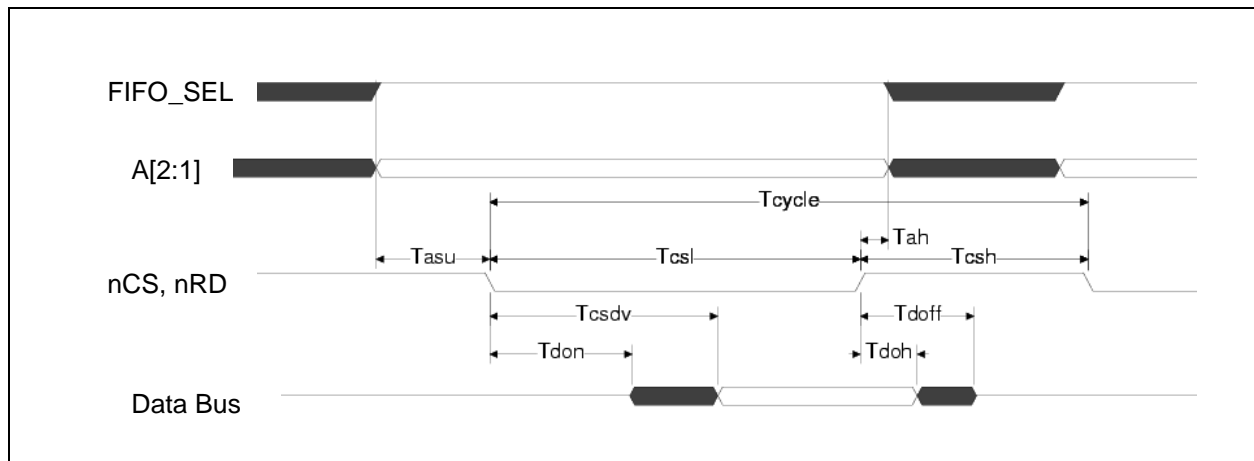 FIFO_SEL
A[2:1]
Tcycle
Tah
Tasu
Tcsl
Tcsh
nCS, nRD
Tcsdv
Tdoff
Tdon
Tdoh
Data Bus